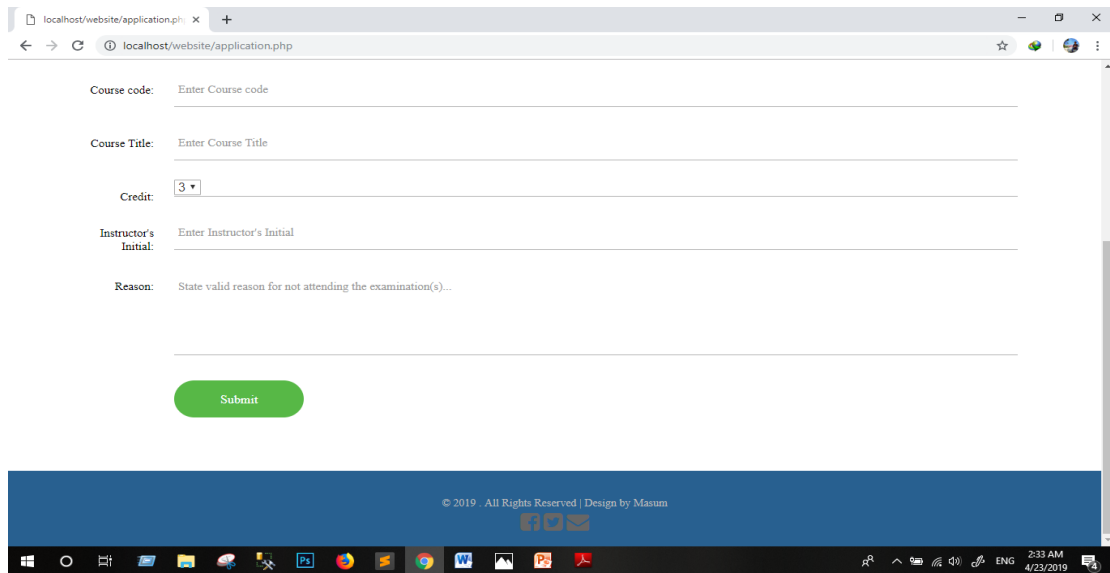 localhost/website/application.ph
localhost/website/application.php
Course code:
Enter Course code
Course Title:
Enter Course Title
Credit:
3
Instructor's
Initial:
Enter Instructor's Initial
Reason:
State valid reason for not attending the examination(s)...
Submit
© 2019 . All Rights Reserved | Design by Masum
ENG
2:33 AM
4/23/2019